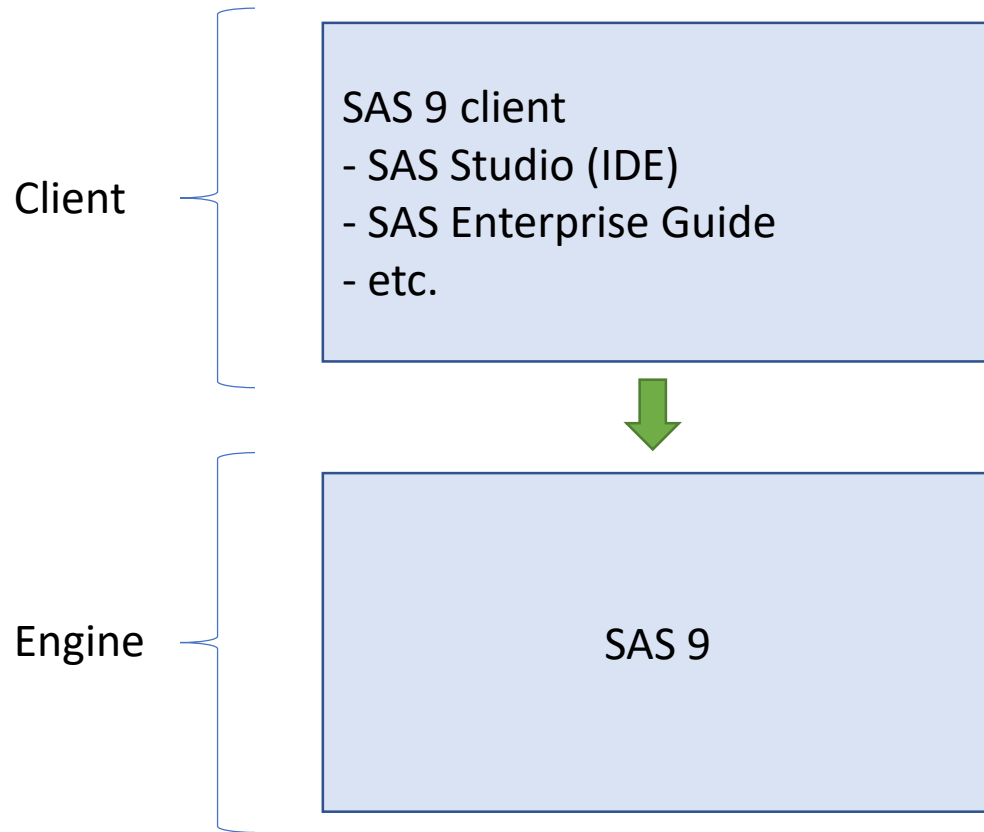 SAS 9 client
- SAS Studio (IDE)
Client
- SAS Enterprise Guide
- etc.
Engine
SAS 9